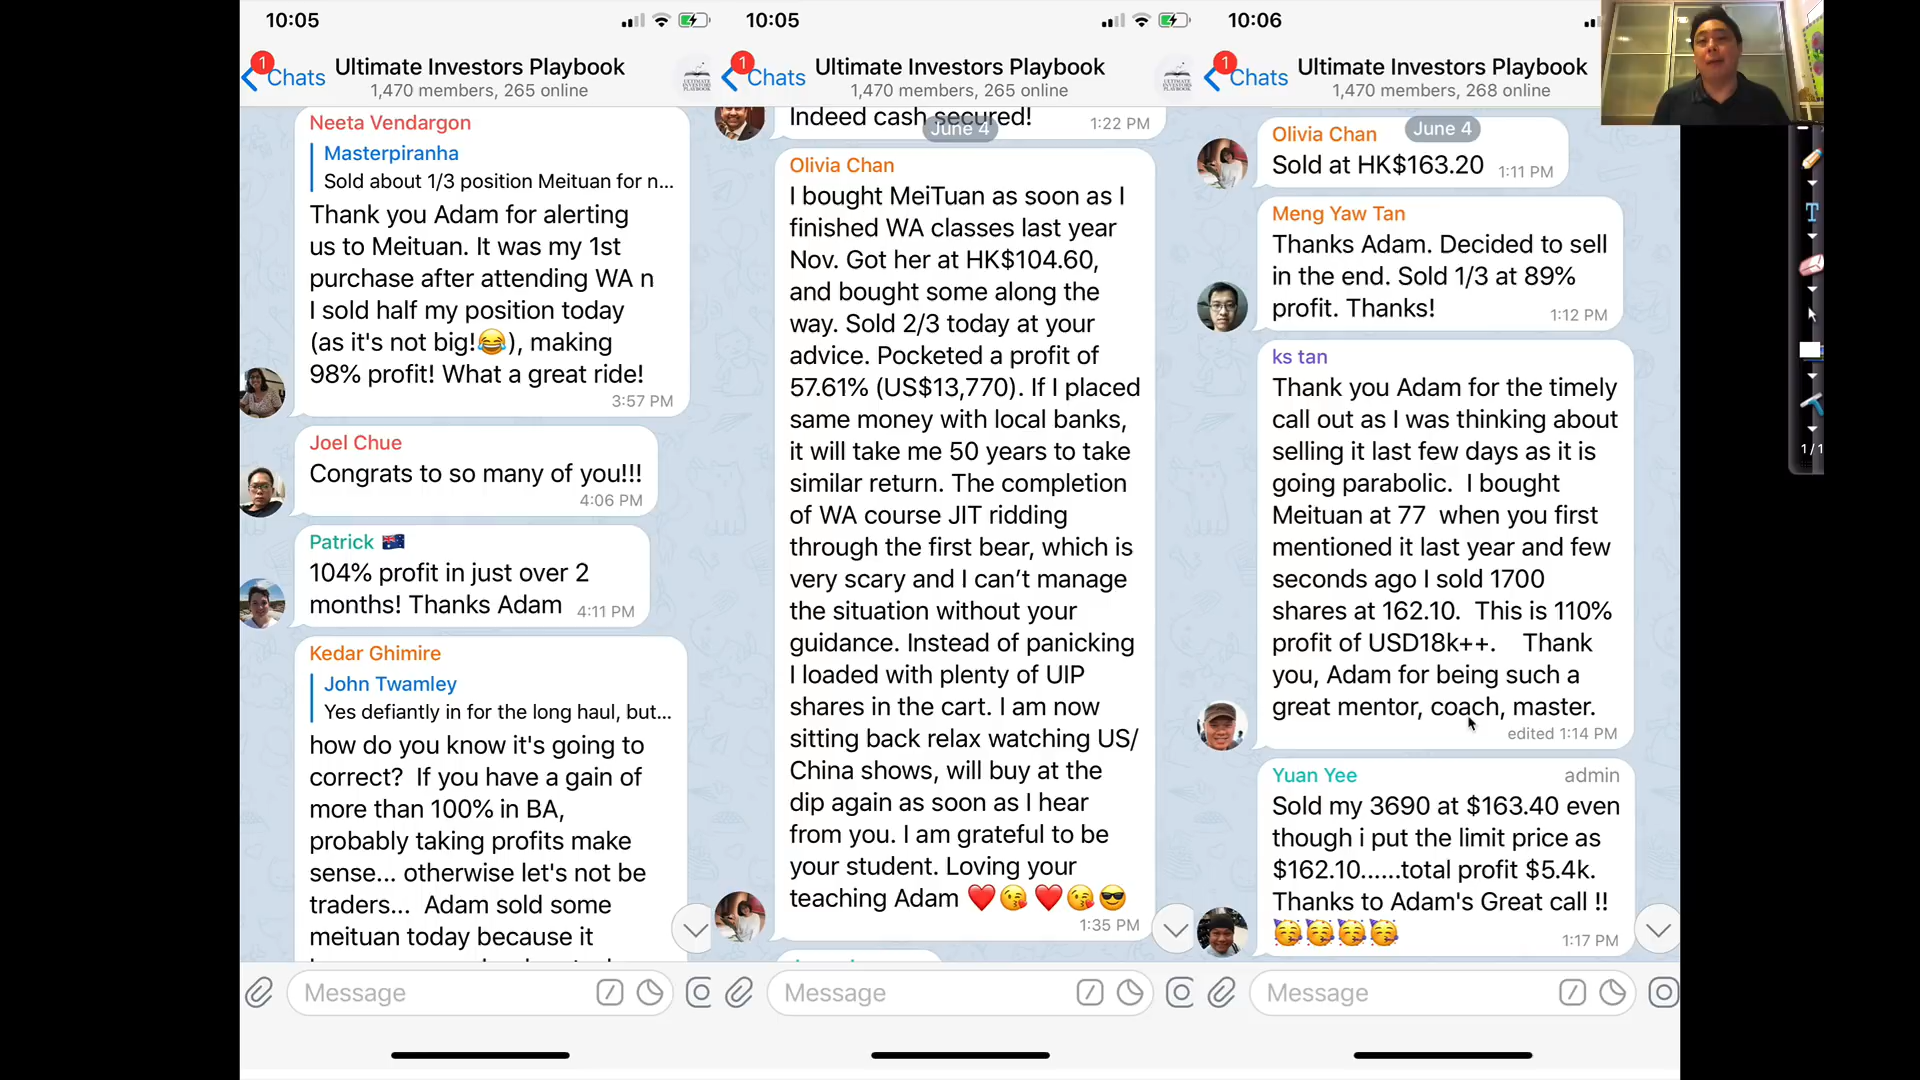 10:05
1
Chats
Ultimate Investors Playbook
1,470 members, 265 online
Neeta Vendargon
Masterpiranha
Sold about 1/3 position Meituan for n...
Thank you Adam for alerting
us to Meituan. It was my 1st
purchase after attending WA n
I sold half my position today
(as it's not big!😂), making
98% profit! What a great ride!
3:57 PM
Joel Chue
Congrats to so many of you!!!
4:06 PM
Patrick 🇦🇺
104% profit in just over 2
months! Thanks Adam 4:11 PM
Kedar Ghimire
John Twamley
Yes defiantly in for the long haul, but...
how do you know it's going to
correct? If you have a gain of
more than 100% in BA,
probably taking profits make
sense... otherwise let's not be
traders... Adam sold some
meituan today because it
Message
10:05
1
Chats
Ultimate Investors Playbook
1,470 members, 265 online
Indeed cash secured! 1:22 PM
June 4
Olivia Chan
I bought MeiTuan as soon as I
finished WA classes last year
Nov. Got her at HK$104.60,
and bought some along the
way. Sold 2/3 today at your
advice. Pocketed a profit of
57.61% (US$13,770). If I placed
same money with local banks,
it will take me 50 years to take
similar return. The completion
of WA course JIT ridding
through the first bear, which is
very scary and I can’t manage
the situation without your
guidance. Instead of panicking
I loaded with plenty of UIP
shares in the cart. I am now
sitting back relax watching US/
China shows, will buy at the
dip again as soon as I hear
from you. I am grateful to be
your student. Loving your
teaching Adam ❤️😘❤️😘😎
1:35 PM
Message
10:06
1
Chats
Ultimate Investors Playbook
1,470 members, 268 online
June 4
Olivia Chan
Sold at HK$163.20 1:11 PM
Meng Yaw Tan
Thanks Adam. Decided to sell
in the end. Sold 1/3 at 89%
profit. Thanks!
1:12 PM
ks tan
Thank you Adam for the timely
call out as I was thinking about
selling it last few days as it is
going parabolic. I bought
Meituan at 77 when you first
mentioned it last year and few
seconds ago I sold 1700
shares at 162.10. This is 110%
profit of USD18k++. Thank
you, Adam for being such a
great mentor, coach, master.
edited 1:14 PM
Yuan Yee admin
Sold my 3690 at $163.40 even
though i put the limit price as
$162.10......total profit $5.4k.
Thanks to Adam's Great call !!
🥳🥳🥳🥳 1:17 PM
Message
T
1/1